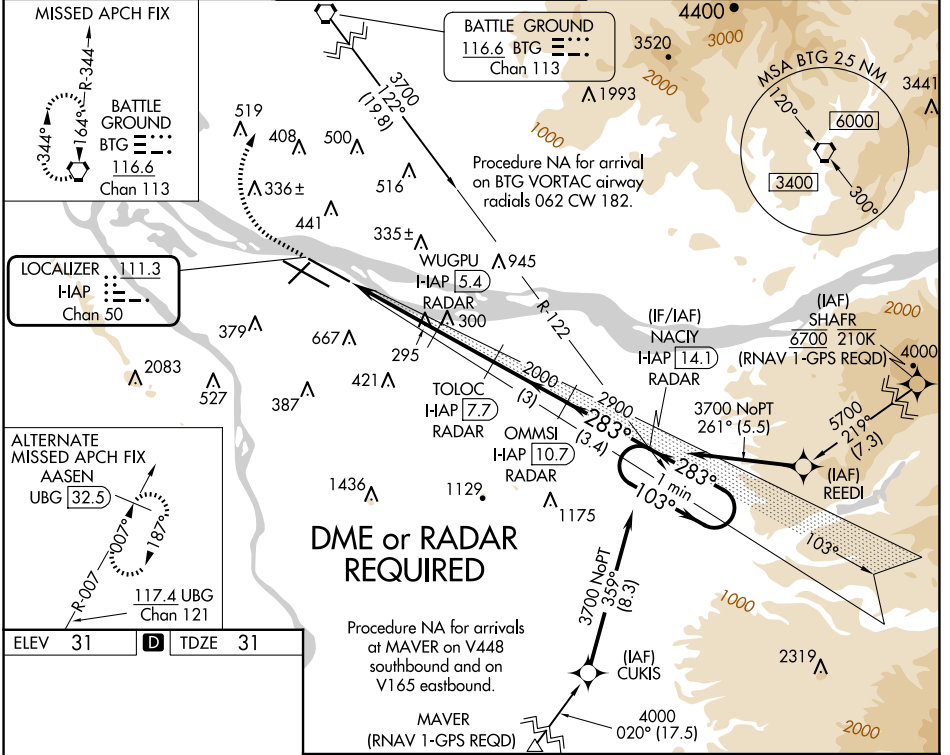 MISSED APCH FIX
R-344
344°
164°
BATTLE
GROUND
BTG
116.6
Chan 113
BATTLE GROUND
116.6 BTG
Chan 113
3700
122°
(19.8)
4400
3520
3000
2000
1000
1993
3441
MSA BTG 25 NM
120°
6000
3400
300°
519
408
500
516
336±
441
335±
945
Procedure NA for arrival
on BTG VORTAC airway
radials 062 CW 182.
LOCALIZER 111.3
I-IAP
Chan 50
WUGPU
I-IAP 5.4
RADAR
300
295
R-122
(IF/IAF)
NACIY
I-IAP 14.1
RADAR
(IAF)
SHAFR
6700 210K
(RNAV 1-GPS REQD)
2000
4000
379
667
2083
527
387
421
TOLOC
I-IAP 7.7
RADAR
2000
(3)
2900
(3.4)
283°
OMMSI
I-IAP 10.7
RADAR
3700 NoPT
261° (5.5)
5700
219°
(7.3)
(IAF)
REEDI
283°
1 min
103°
103°
ALTERNATE
MISSED APCH FIX
AASEN
UBG 32.5
007°
187°
R-007
117.4 UBG
Chan 121
1436
1129
1175
DME or RADAR
REQUIRED
3700 NoPT
359°
(8.3)
1000
ELEV 31 D TDZE 31
Procedure NA for arrivals
at MAVER on V448
southbound and on
V165 eastbound.
(IAF)
CUKIS
2319
MAVER
(RNAV 1-GPS REQD)
4000
020° (17.5)
2000